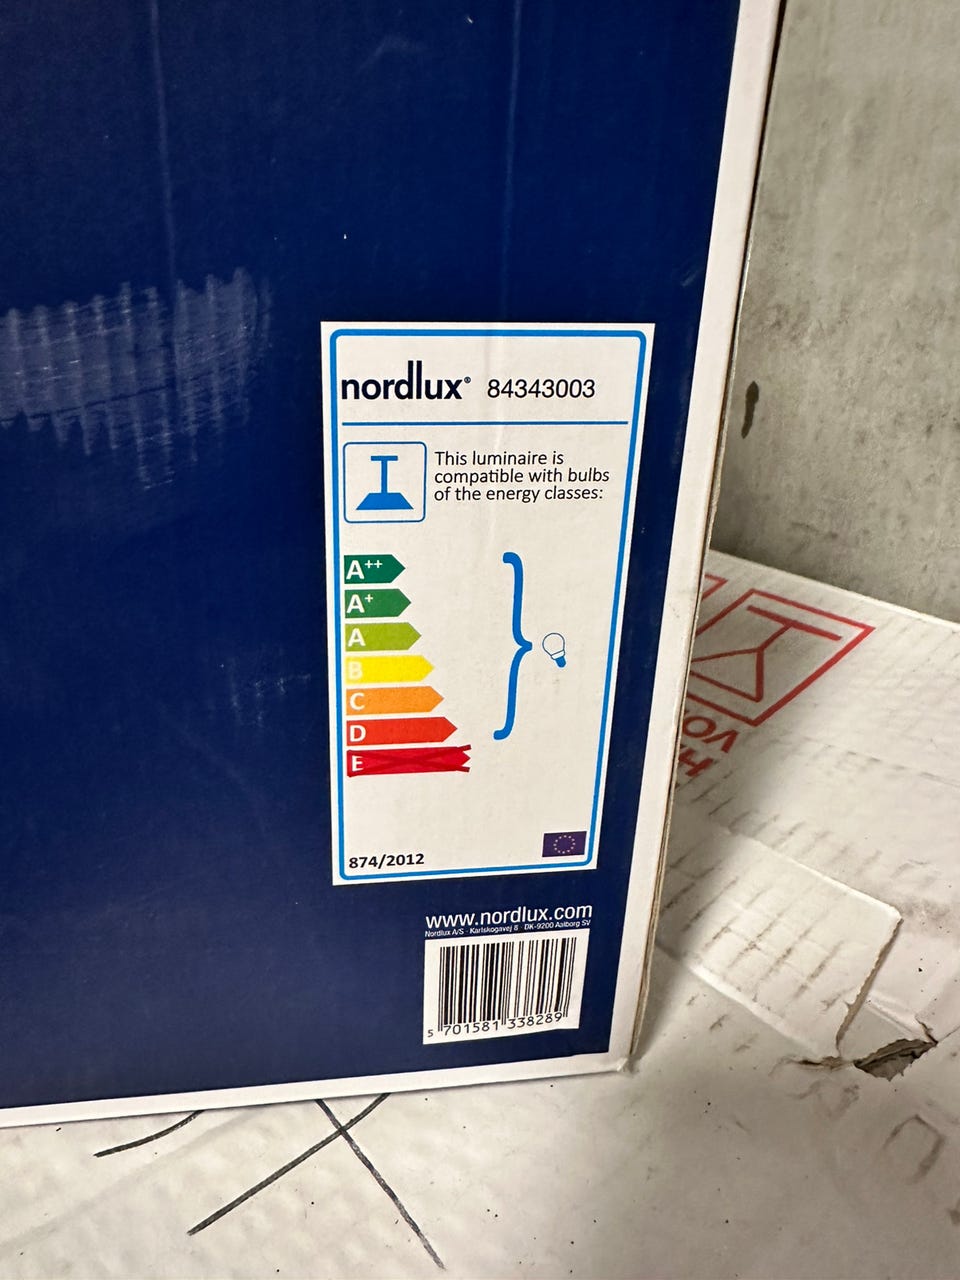 nordlux® 84343003
This luminaire is
compatible with bulbs
of the energy classes:
A++
A+
A
B
C
D
E
874/2012
www.nordlux.com
Nordlux A/S · Karlskogavej 8 · DK-9200 Aalborg SV
5 701581 338289